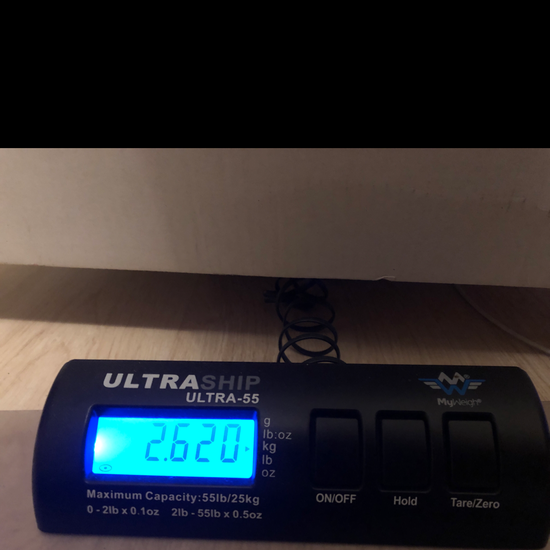 ULTRASHIP
ULTRA-55
MyWeigh
2.620
g
lb:oz
kg
lb
oz
Maximum Capacity:55lb/25kg
0 - 2lb x 0.1oz 2lb - 55lb x 0.5oz
ON/OFF
Hold
Tare/Zero